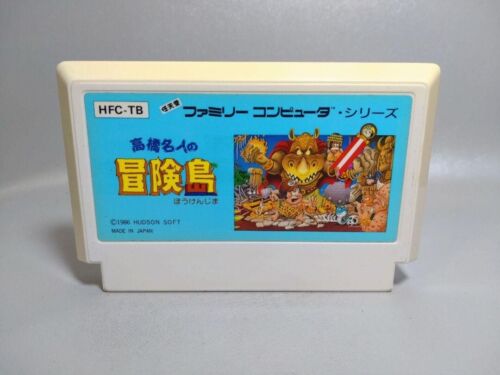 HFC-TB
任天堂
ファミリー コンピュータ・シリーズ
高橋名人の
冒険島
ぼうけんじま
©1986 HUDSON SOFT
MADE IN JAPAN